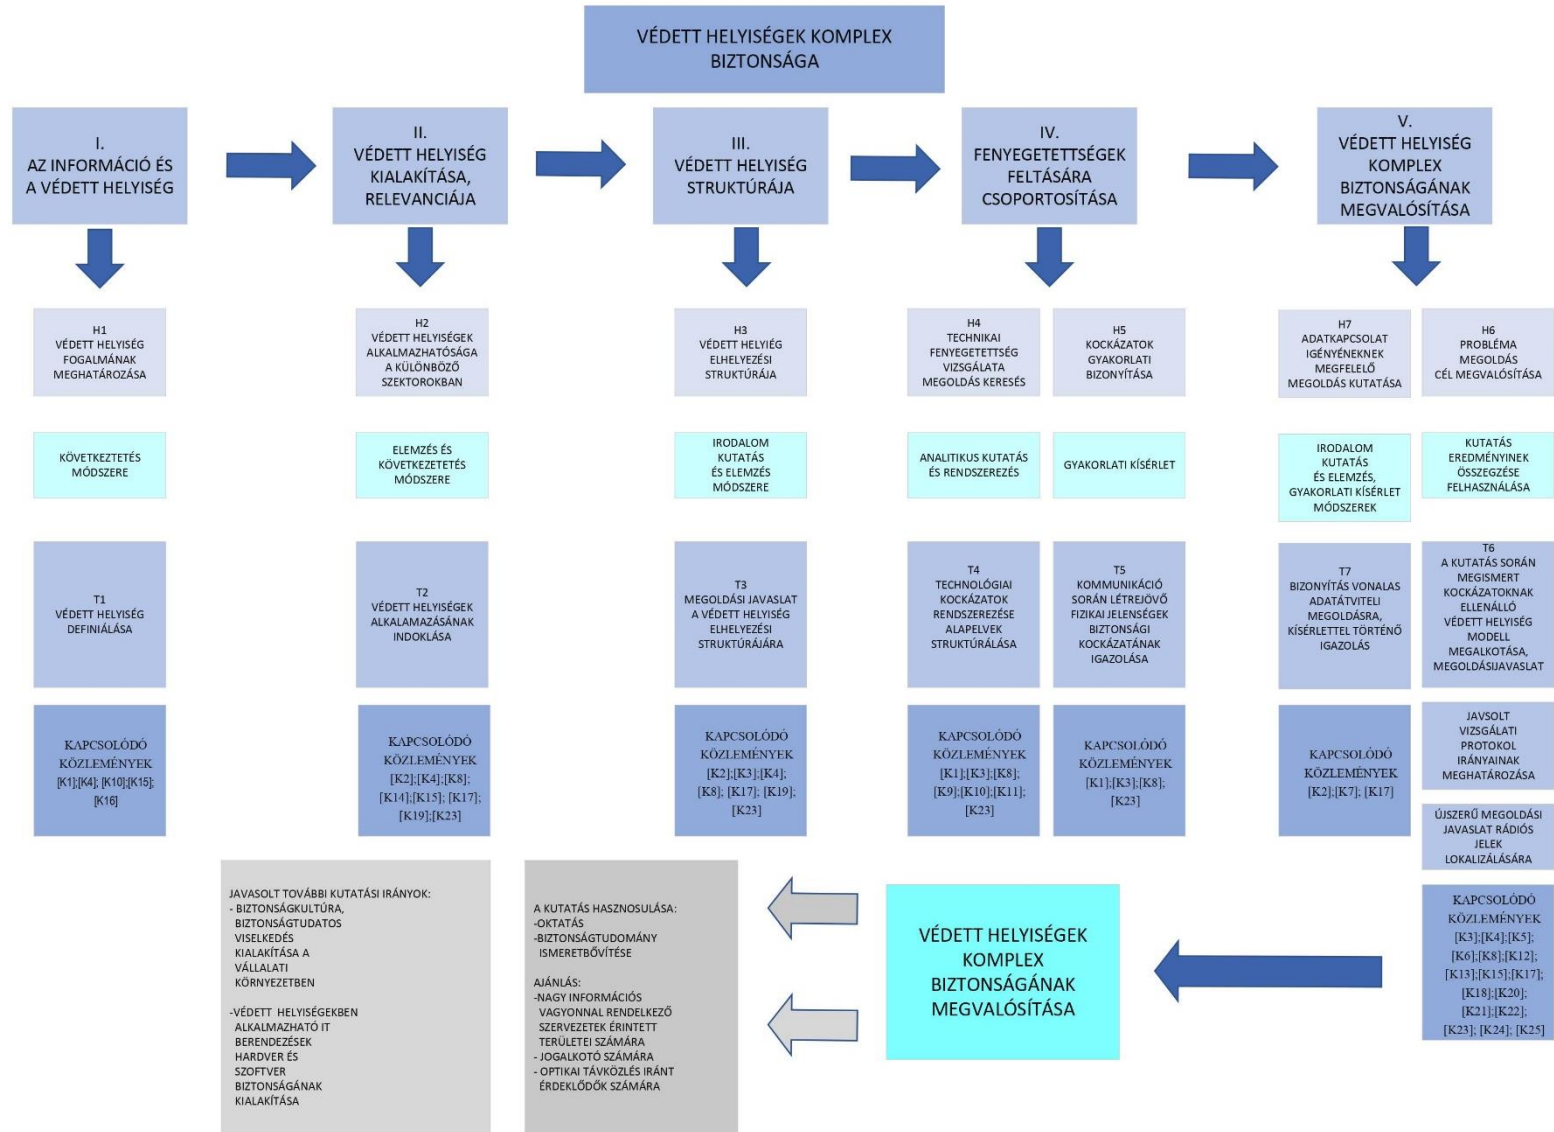 VÉDETT HELYISÉGEK KOMPLEX
BIZTONSÁGA
I.
AZ INFORMÁCIÓ ÉS
A VÉDETT HELYISÉG
II.
VÉDETT HELYISÉG
KIALAKÍTÁSA,
RELEVANCIÁJA
III.
VÉDETT HELYISÉG
STRUKTÚRÁJA
IV.
FENYEGETETTSÉGEK
FELTÁSÁRA
CSOPORTOSÍTÁSA
V.
VÉDETT HELYISÉG
KOMPLEX
BIZTONSÁGÁNAK
MEGVALÓSÍTÁSA
H1
VÉDETT HELYISÉG
FOGALMÁNAK
MEGHATÁROZÁSA
H2
VÉDETT HELYISÉGEK
ALKALMAZHATÓSÁGA
A KÜLÖNBÖZŐ
SZEKTOROKBAN
H3
VÉDETT HELYIÉG
ELHELYEZÉSI
STRUKTÚRÁJA
H4
TECHNIKAI
FENYEGETETTSÉG
VIZSGÁLATA
MEGOLDÁS KERESÉS
H5
KOCKÁZATOK
GYAKORLATI
BIZONYÍTÁSA
H7
ADATKAPCSOLAT
IGÉNYÉNEKNEK
MEGFELELŐ
MEGOLDÁS KUTATÁSA
H6
PROBLÉMA
MEGOLDÁS
CÉL MEGVALÓSÍTÁSA
KÖVETKEZTETÉS
MÓDSZERE
ELEMZÉS ÉS
KÖVETKEZETETÉS
MÓDSZERE
IRODALOM
KUTATÁS
ÉS ELEMZÉS
MÓDSZERE
ANALITIKUS KUTATÁS
ÉS RENDSZEREZÉS
GYAKORLATI KÍSÉRLET
IRODALOM
KUTATÁS
ÉS ELEMZÉS,
GYAKORLATI KÍSÉRLET
MÓDSZEREK
KUTATÁS
EREDMÉNYINEK
ÖSSZEGZÉSE
FELHASZNÁLÁSA
T1
VÉDETT HELYISÉG
DEFINIÁLÁSA
T2
VÉDETT HELYISÉGEK
ALKALAMAZÁSÁNAK
INDOKLÁSA
T3
MEGOLDÁSI JAVASLAT
A VÉDETT HELYISÉG
ELHELYEZÉSI
STRUKTÚRÁJÁRA
T4
TECHNOLÓGIAI
KOCKÁZATOK
RENDSZEREZÉSE
ALAPELVEK
STRUKTÚRÁLÁSA
T5
KOMMUNIKÁCIÓ
SORÁN LÉTREJÖVŐ
FIZIKAI JELENSÉGEK
BIZTONSÁGI
KOCKÁZATÁNAK
IGAZOLÁSA
T7
BIZONYÍTÁS VONALAS
ADATÁTVITELI
MEGOLDÁSRA,
KÍSÉRLETTEL TÖRTÉNŐ
IGAZOLÁS
T6
A KUTATÁS SORÁN
MEGISMERT
KOCKÁZATOKNAK
ELLENÁLLÓ
VÉDETT HELYISÉG
MODELL
MEGALKOTÁSA,
MEGOLDÁSIJAVASLAT
KAPCSOLÓDÓ
KÖZLEMÉNYEK
[K1];[K4]; [K10];[K15];
[K16]
KAPCSOLÓDÓ
KÖZLEMÉNYEK
[K2];[K4];[K8];
[K14];[K15]; [K17];
[K19];[K23]
KAPCSOLÓDÓ
KÖZLEMÉNYEK
[K2];[K3];[K4];
[K8]; [K17]; [K19];
[K23]
KAPCSOLÓDÓ
KÖZLEMÉNYEK
[K1];[K3];[K8];
[K9];[K10];[K11];
[K23]
KAPCSOLÓDÓ
KÖZLEMÉNYEK
[K1];[K3];[K8];
[K23]
KAPCSOLÓDÓ
KÖZLEMÉNYEK
[K2];[K7]; [K17]
JAVSOLT
VIZSGÁLATI
PROTOKOL
IRÁNYAINAK
MEGHATÁROZÁSA
ÚJSZERŰ MEGOLDÁSI
JAVASLAT RÁDIÓS
JELEK
LOKALIZÁLÁSÁRA
KAPCSOLÓDÓ
KÖZLEMÉNYEK
[K3];[K4];[K5];
[K6];[K8];[K12];
[K13];[K15];[K17];
[K18];[K20];
[K21];[K22];
[K23]; [K24]; [K25]
JAVASOLT TOVÁBBI KUTATÁSI IRÁNYOK:
- BIZTONSÁGKULTÚRA,
BIZTONSÁGTUDATOS
VISELKEDÉS
KIALAKÍTÁSA A
VÁLLALATI
KÖRNYEZETBEN
-VÉDETT HELYISÉGEKBEN
ALKALMAZHATÓ IT
BERENDEZÉSEK
HARDVER ÉS
SZOFTVER
BIZTONSÁGÁNAK
KIALAKÍTÁSA
A KUTATÁS HASZNOSULÁSA:
-OKTATÁS
-BIZTONSÁGTUDOMÁNY
ISMERETBŐVÍTÉSE
AJÁNLÁS:
-NAGY INFORMÁCIÓS
VAGYONNAL RENDELKEZŐ
SZERVEZETEK ÉRINTETT
TERÜLETEI SZÁMÁRA
- JOGALKOTÓ SZÁMÁRA
- OPTIKAI TÁVKÖZLÉS IRÁNT
ÉRDEKLŐDŐK SZÁMÁRA
VÉDETT HELYISÉGEK
KOMPLEX
BIZTONSÁGÁNAK
MEGVALÓSÍTÁSA